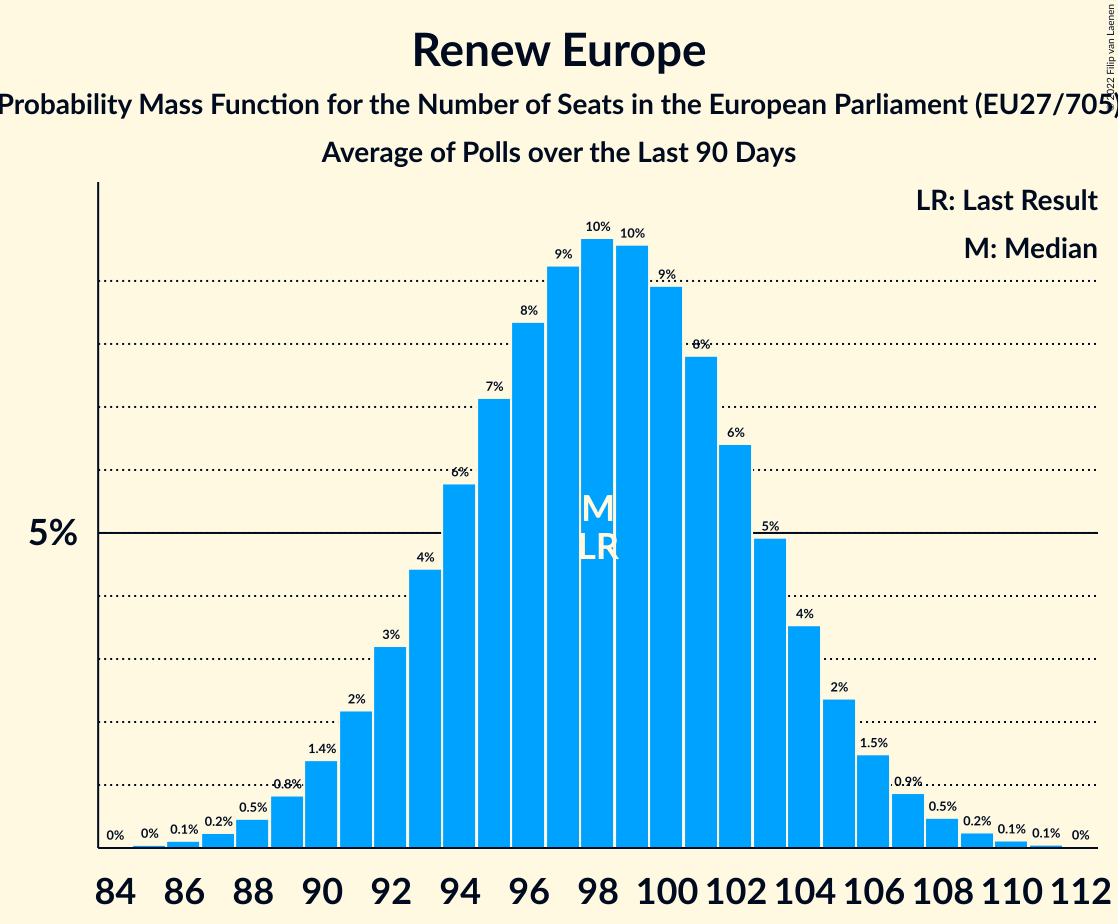 Renew Europe
Probability Mass Function for the Number of Seats in the European Parliament (EU27/705)
Average of Polls over the Last 90 Days
© 2022 Filip van Laenen
LR: Last Result
M: Median
5%
0% 0% 0.1% 0.2% 0.5% 0.8% 1.4% 2% 3% 4% 6% 7% 8% 9% 10% 10% 9% 8% 6% 5% 4% 2% 1.5% 0.9% 0.5% 0.2% 0.1% 0.1% 0%
M
LR
84 86 88 90 92 94 96 98 100 102 104 106 108 110 112